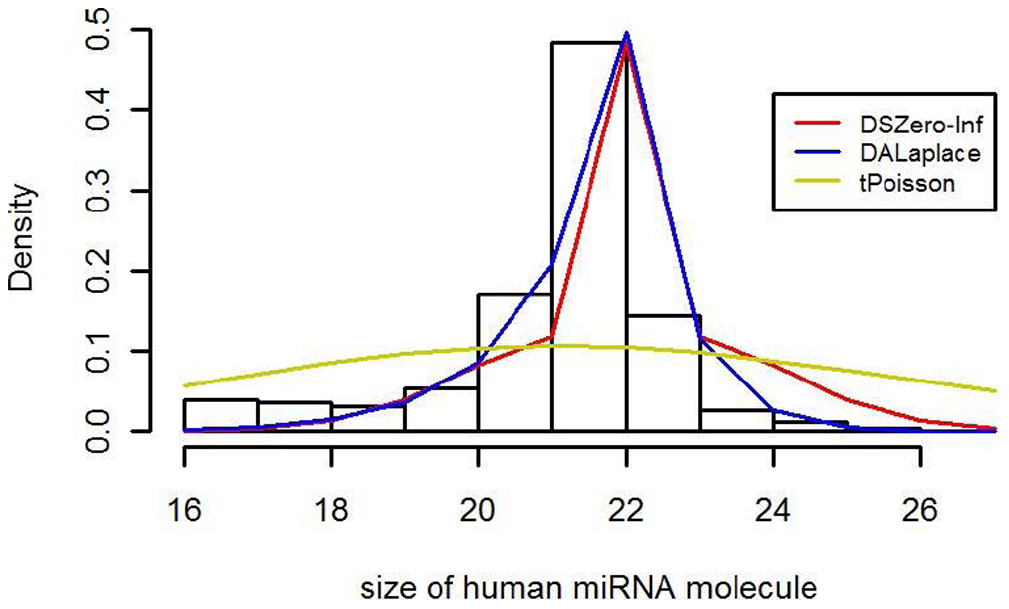 Density
0.5
0.4
0.3
0.2
0.1
0.0
DSZero-Inf
DALaplace
tPoisson
16 18 20 22 24 26
size of human miRNA molecule